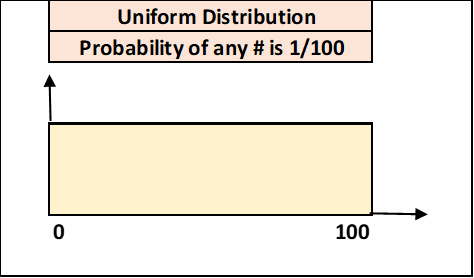 Uniform Distribution
Probability of any # is 1/100
0 100